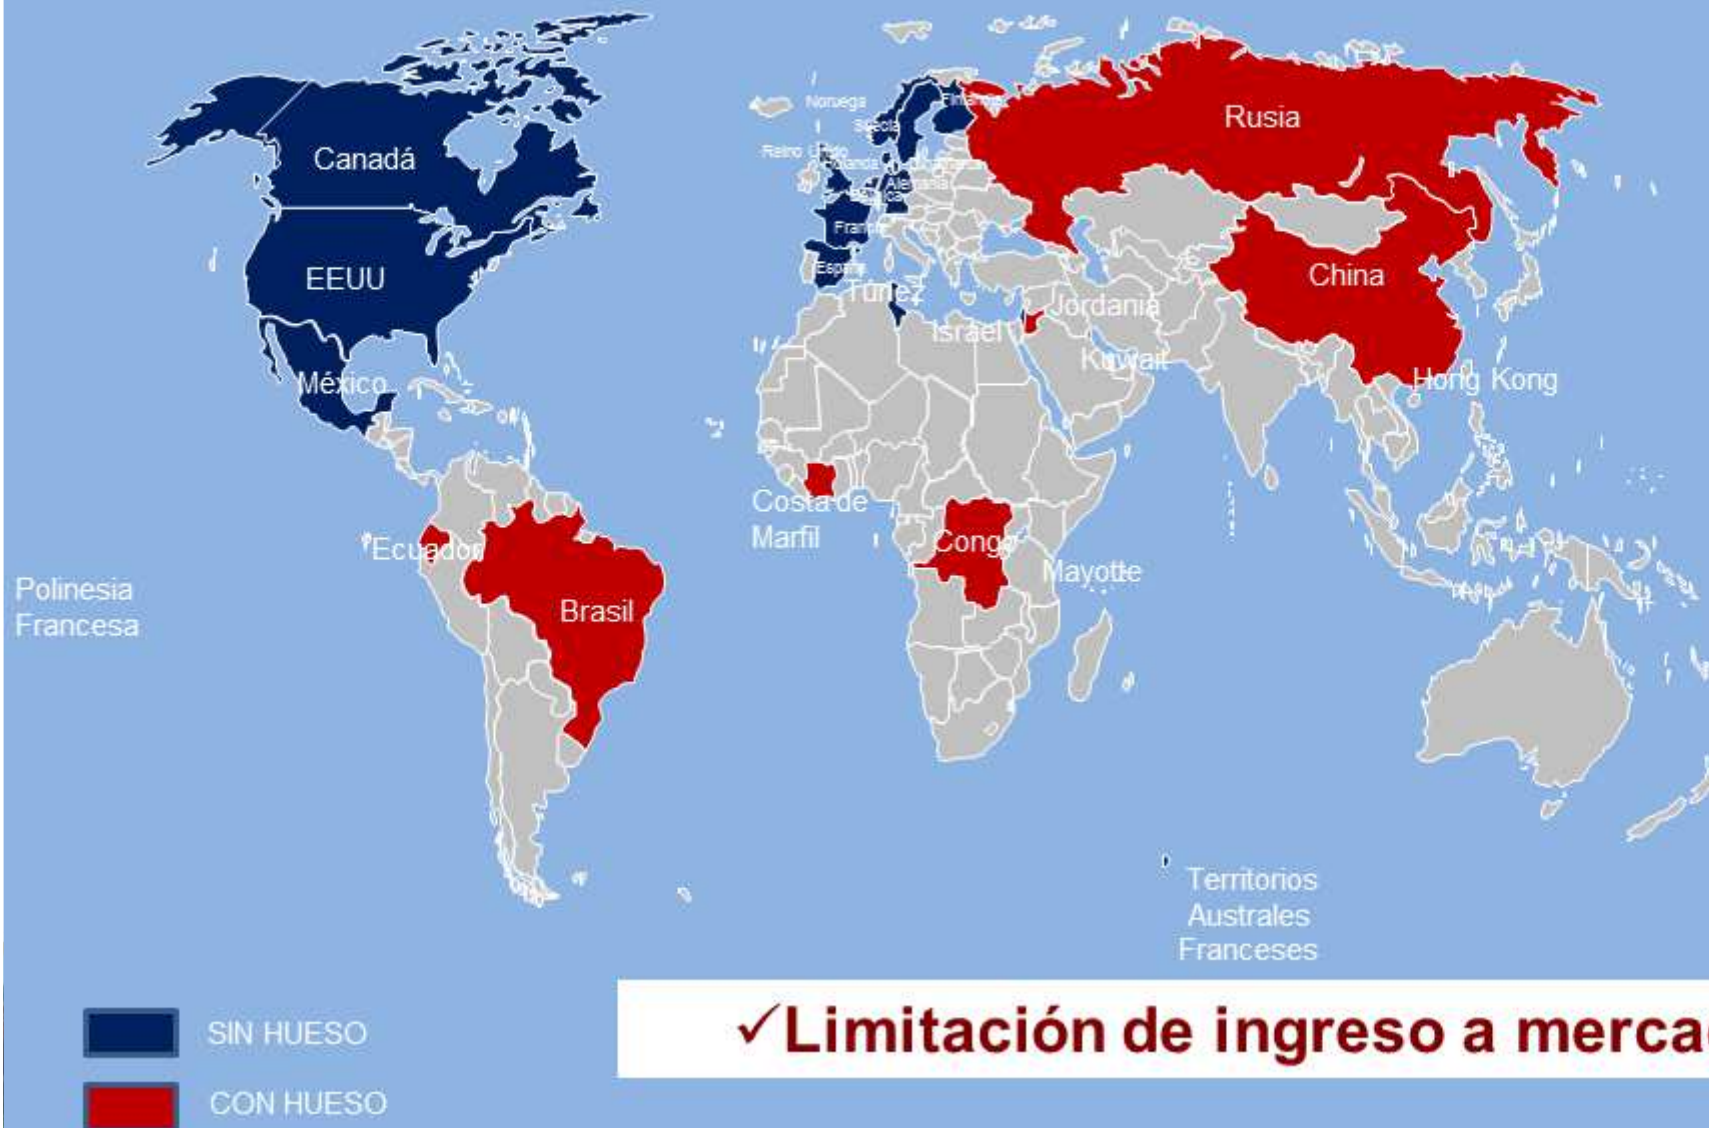 Noruega
Finlandia
Suecia
Rusia
Reino Unido
Holanda
Canadá
Alemania
Francia
España
EEUU
China
Túnez
Jordania
Israel
Kuwait
México
Hong Kong
Costa de
Marfil
Ecuador
Congo
Mayotte
Polinesia
Francesa
Brasil
Territorios
Australes
Franceses
✓Limitación de ingreso a merca
SIN HUESO
CON HUESO